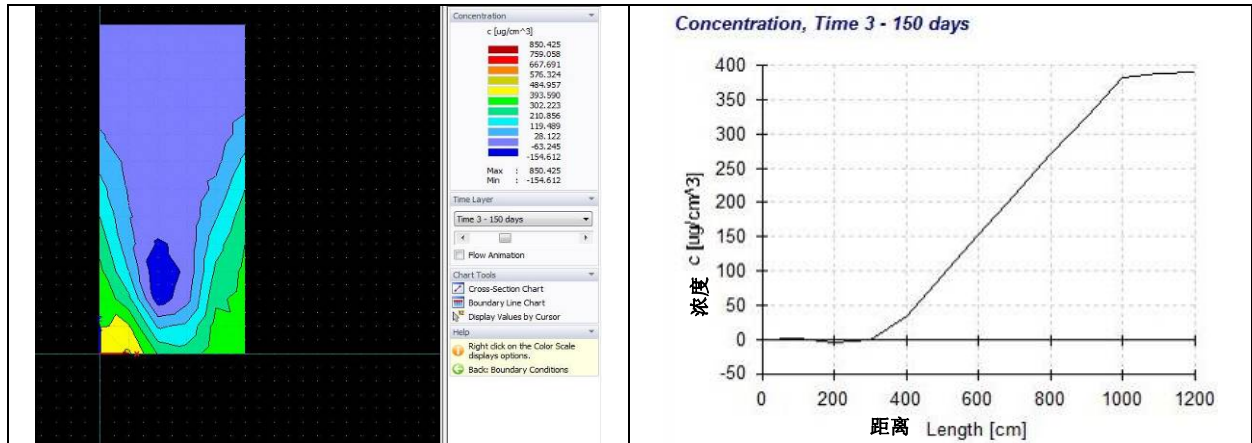 Concentration
c [ug/cm^3]
850.425
759.058
667.691
576.324
484.957
393.590
302.223
210.856
119.489
28.122
-63.245
-154.612
Max : 850.425
Min : -154.612
Time Layer
Time 3 - 150 days
Flow Animation
Chart Tools
Cross-Section Chart
Boundary Line Chart
Display Values by Cursor
Help
Right click on the Color Scale
displays options.
Back: Boundary Conditions
Concentration, Time 3 - 150 days
400
350
300
250
200
150
100
50
0
-50
浓度 c [ug/cm^3]
0 200 400 600 800 1000 1200
距离 Length [cm]